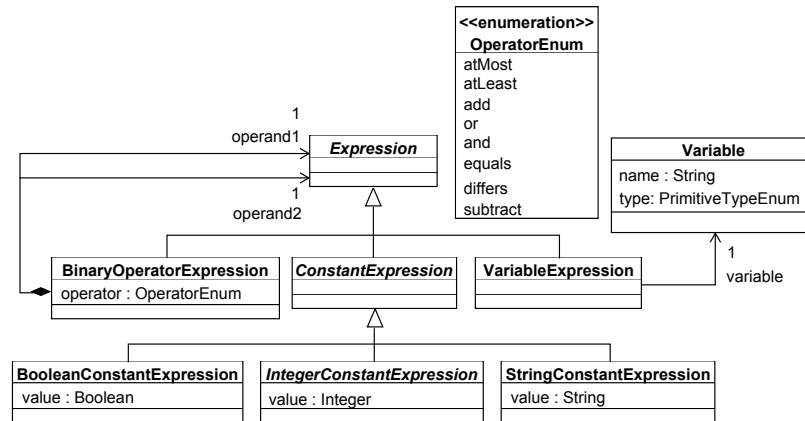 <<enumeration>>
OperatorEnum
atMost
atLeast
add
or
and
equals
differs
subtract
1
operand1
Expression
1
operand2
Variable
name : String
type: PrimitiveTypeEnum
1
variable
BinaryOperatorExpression
operator : OperatorEnum
ConstantExpression
VariableExpression
BooleanConstantExpression
value : Boolean
IntegerConstantExpression
value : Integer
StringConstantExpression
value : String